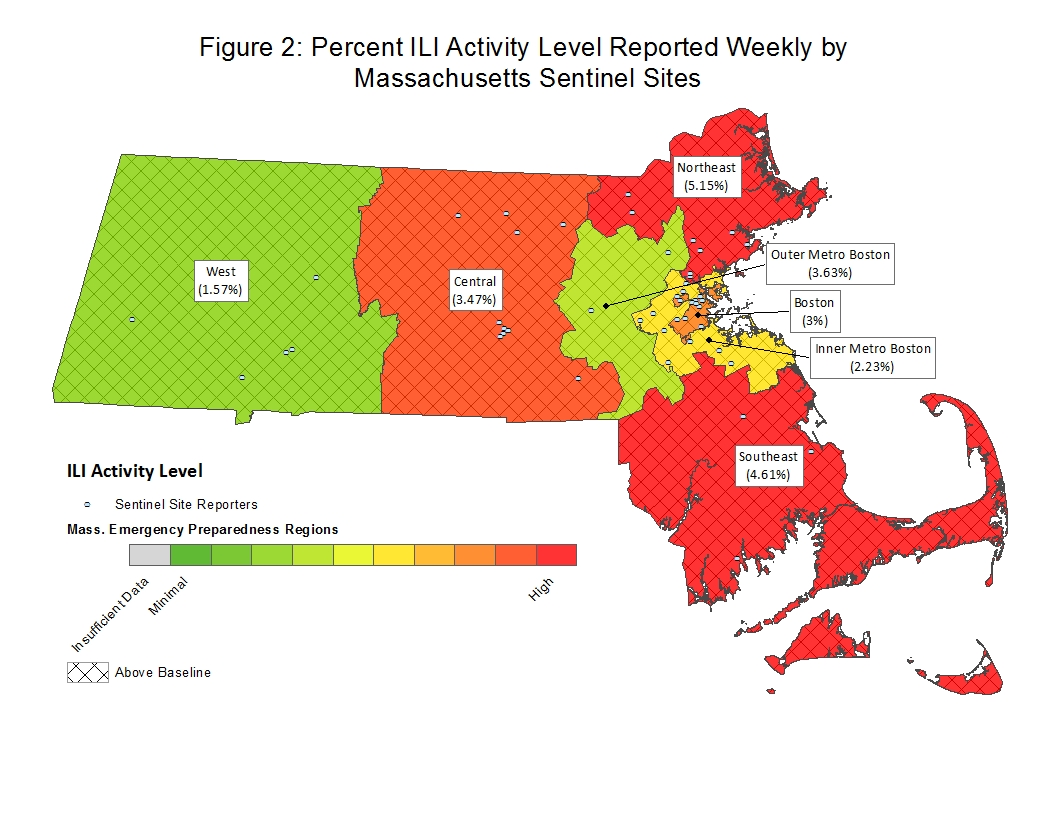 Figure 2: Percent ILI Activity Level Reported Weekly by
Massachusetts Sentinel Sites
Northeast
(5.15%)
Outer Metro Boston
(3.63%)
West
(1.57%)
Central
(3.47%)
Boston
(3%)
Inner Metro Boston
(2.23%)
Southeast
(4.61%)
ILI Activity Level
Sentinel Site Reporters
Mass. Emergency Preparedness Regions
Insufficient Data
Minimal
High
Above Baseline